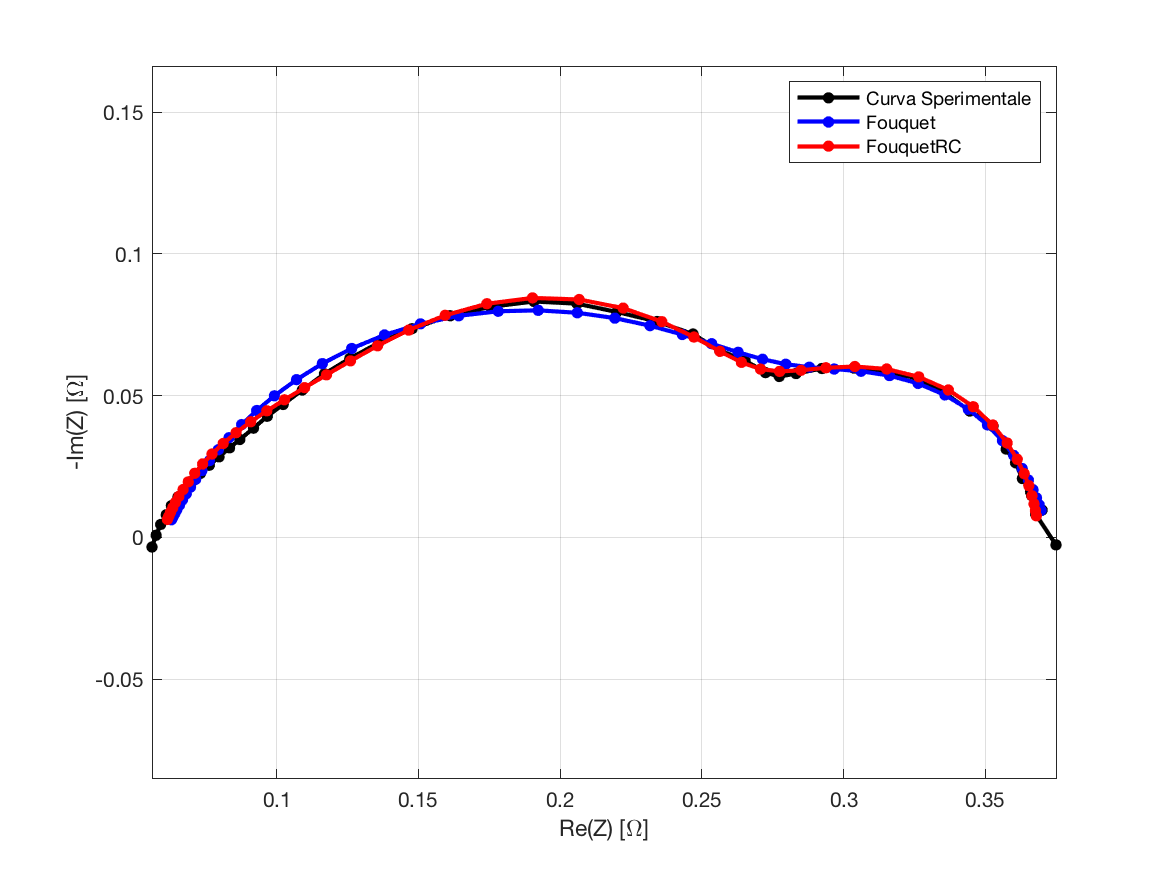 Curva Sperimentale
Fouquet
FouquetRC
0.15
0.1
0.05
0
-0.05
-Im(Z) [Ω]
0.1
0.15
0.2
0.25
0.3
0.35
Re(Z) [Ω]